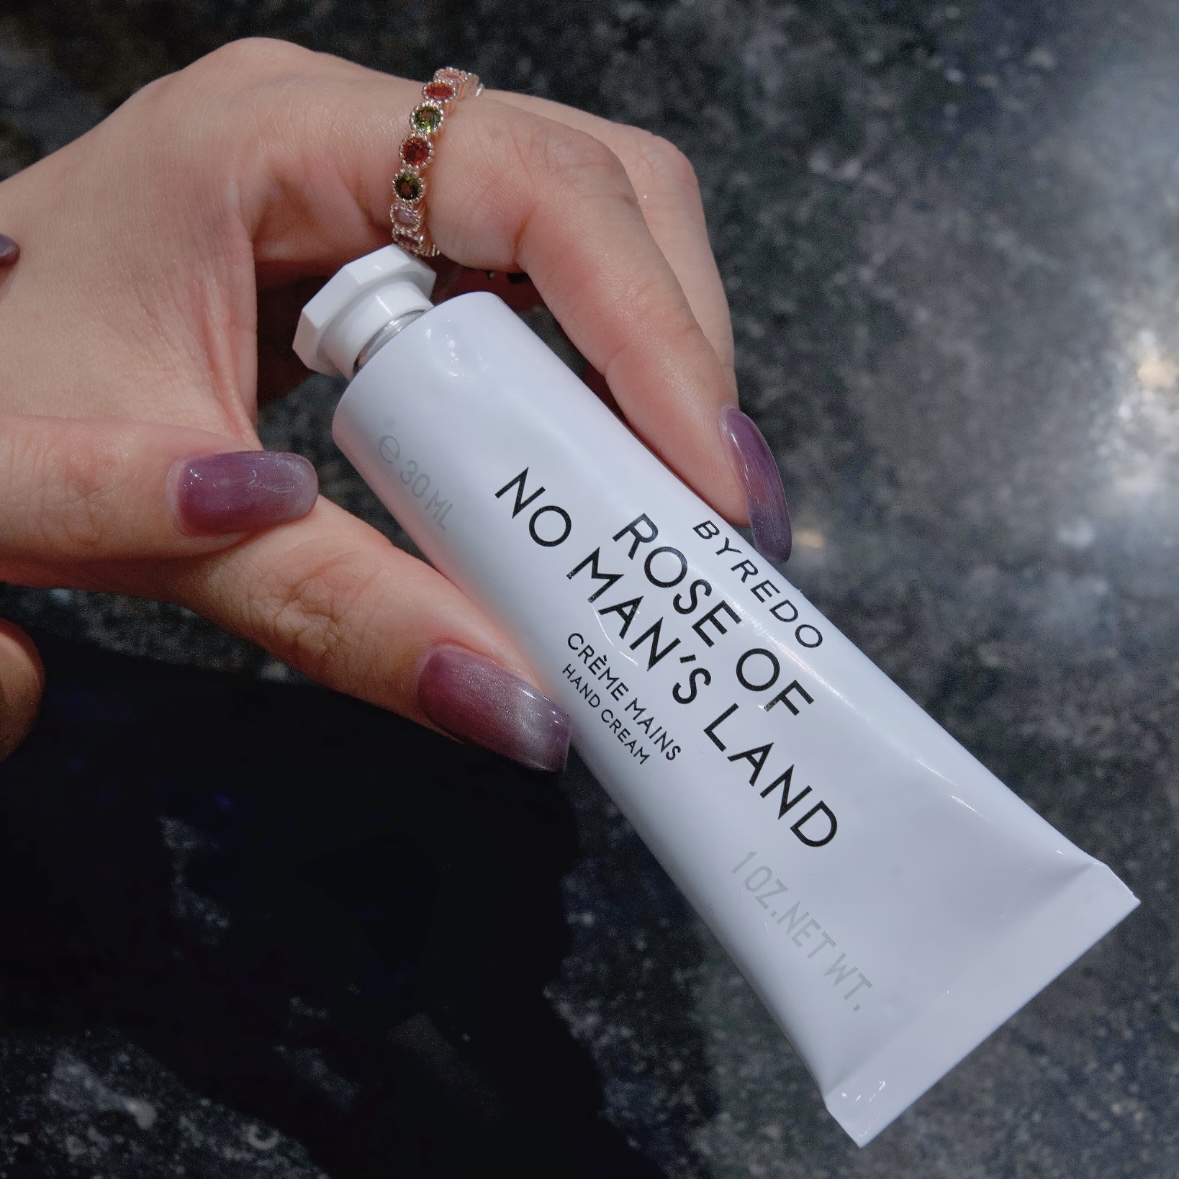 BYREDO
ROSE OF
NO MAN'S LAND
CRÈME MAINS
HAND CREAM
℮ 30 ML
1 OZ. NET WT.